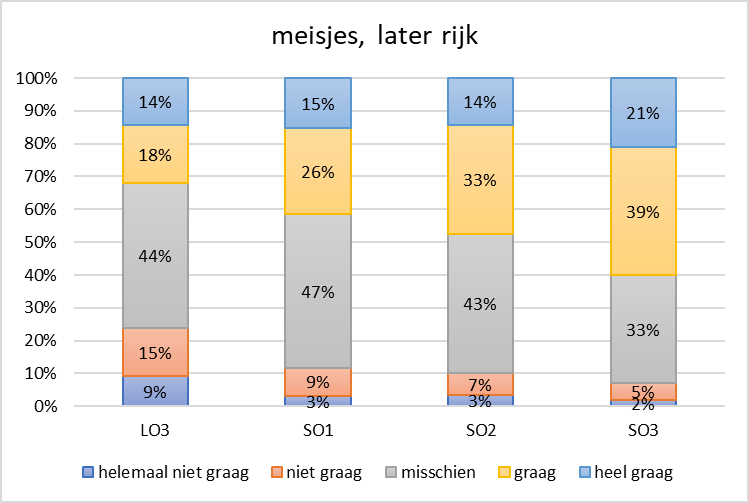 meisjes, later rijk
100%
90%
80%
70%
60%
50%
40%
30%
20%
10%
0%
14% 15% 14% 21%
18% 26% 33% 39%
44% 47% 43% 33%
15% 9% 7% 5%
9% 3% 3% 2%
LO3 SO1 SO2 SO3
helemaal niet graag niet graag misschien graag heel graag